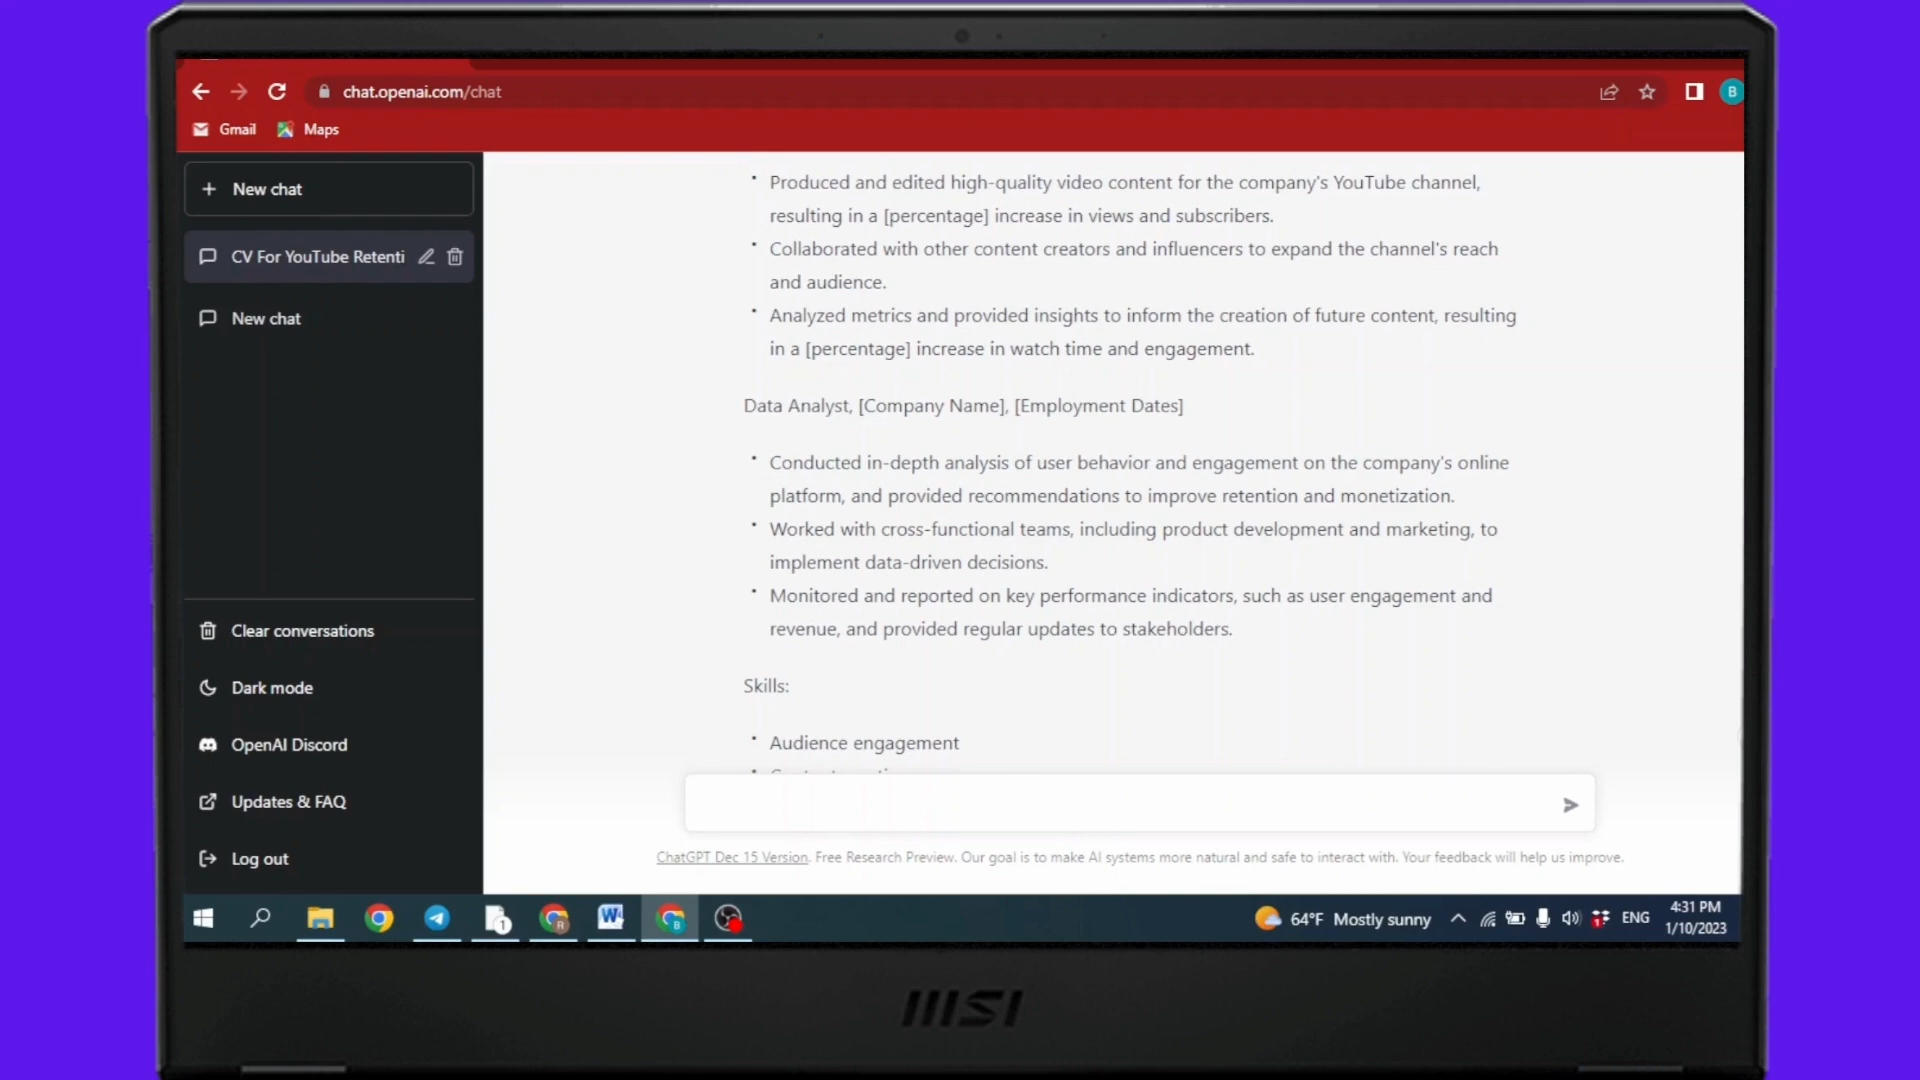 chat.openai.com/chat
B
Gmail Maps
New chat
CV For YouTube Retenti
New chat
Clear conversations
Dark mode
OpenAI Discord
Updates & FAQ
Log out
• Produced and edited high-quality video content for the company's YouTube channel,
resulting in a [percentage] increase in views and subscribers.
• Collaborated with other content creators and influencers to expand the channel's reach
and audience.
• Analyzed metrics and provided insights to inform the creation of future content, resulting
in a [percentage] increase in watch time and engagement.
Data Analyst, [Company Name], [Employment Dates]
• Conducted in-depth analysis of user behavior and engagement on the company's online
platform, and provided recommendations to improve retention and monetization.
• Worked with cross-functional teams, including product development and marketing, to
implement data-driven decisions.
• Monitored and reported on key performance indicators, such as user engagement and
revenue, and provided regular updates to stakeholders.
Skills:
• Audience engagement
ChatGPT Dec 15 Version. Free Research Preview. Our goal is to make AI systems more natural and safe to interact with. Your feedback will help us improve.
1 R W B
64°F Mostly sunny 1 ENG
4:31 PM
1/10/2023
msi